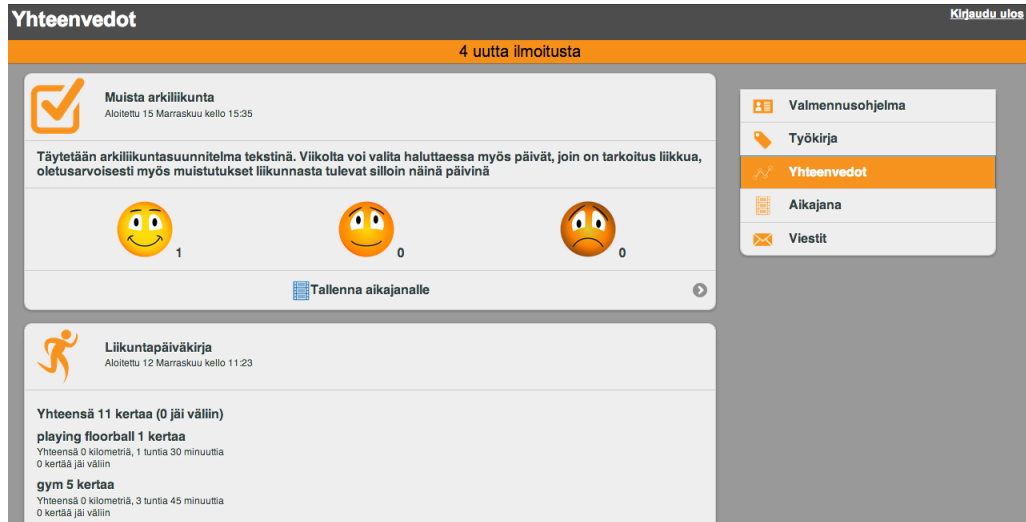 Yhteenvedot
Kirjaudu ulos
4 uutta ilmoitusta
Muista arkiliikunta
Aloitettu 15 Marraskuu kello 15:35
Täytetään arkiliikuntasuunnitelma tekstinä. Viikolta voi valita haluttaessa myös päivät, join on tarkoitus liikkua,
oletusarvoisesti myös muistutukset liikunnasta tulevat silloin näinä päivinä
1
0
0
Tallenna aikajanalle
Liikuntapäiväkirja
Aloitettu 12 Marraskuu kello 11:23
Yhteensä 11 kertaa (0 jäi väliin)
playing floorball 1 kertaa
Yhteensä 0 kilometriä, 1 tuntia 30 minuuttia
0 kertää jäi väliin
gym 5 kertaa
Yhteensä 0 kilometriä, 3 tuntia 45 minuuttia
0 kertää jäi väliin
Valmennusohjelma
Työkirja
Yhteenvedot
Aikajana
Viestit